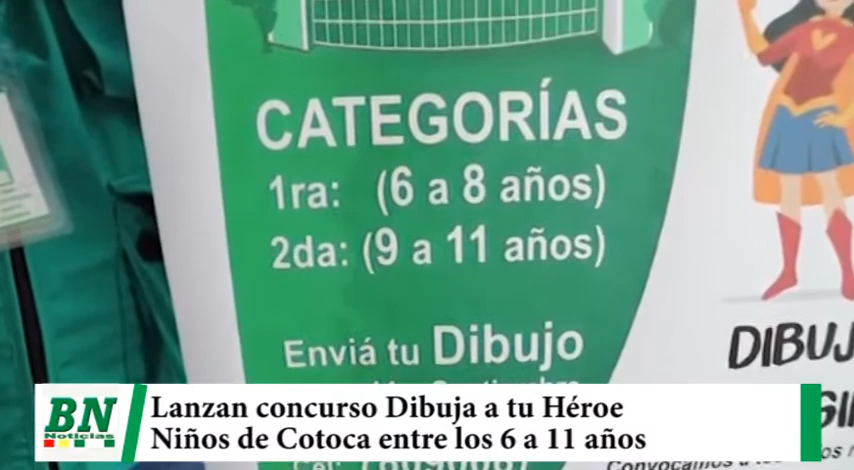 CATEGORÍAS
1ra: (6 a 8 años)
2da: (9 a 11 años)
Enviá tu Dibujo
DIBUJ
BN
Noticias
Lanzan concurso Dibuja a tu Héroe
Niños de Cotoca entre los 6 a 11 años
Convocamos a